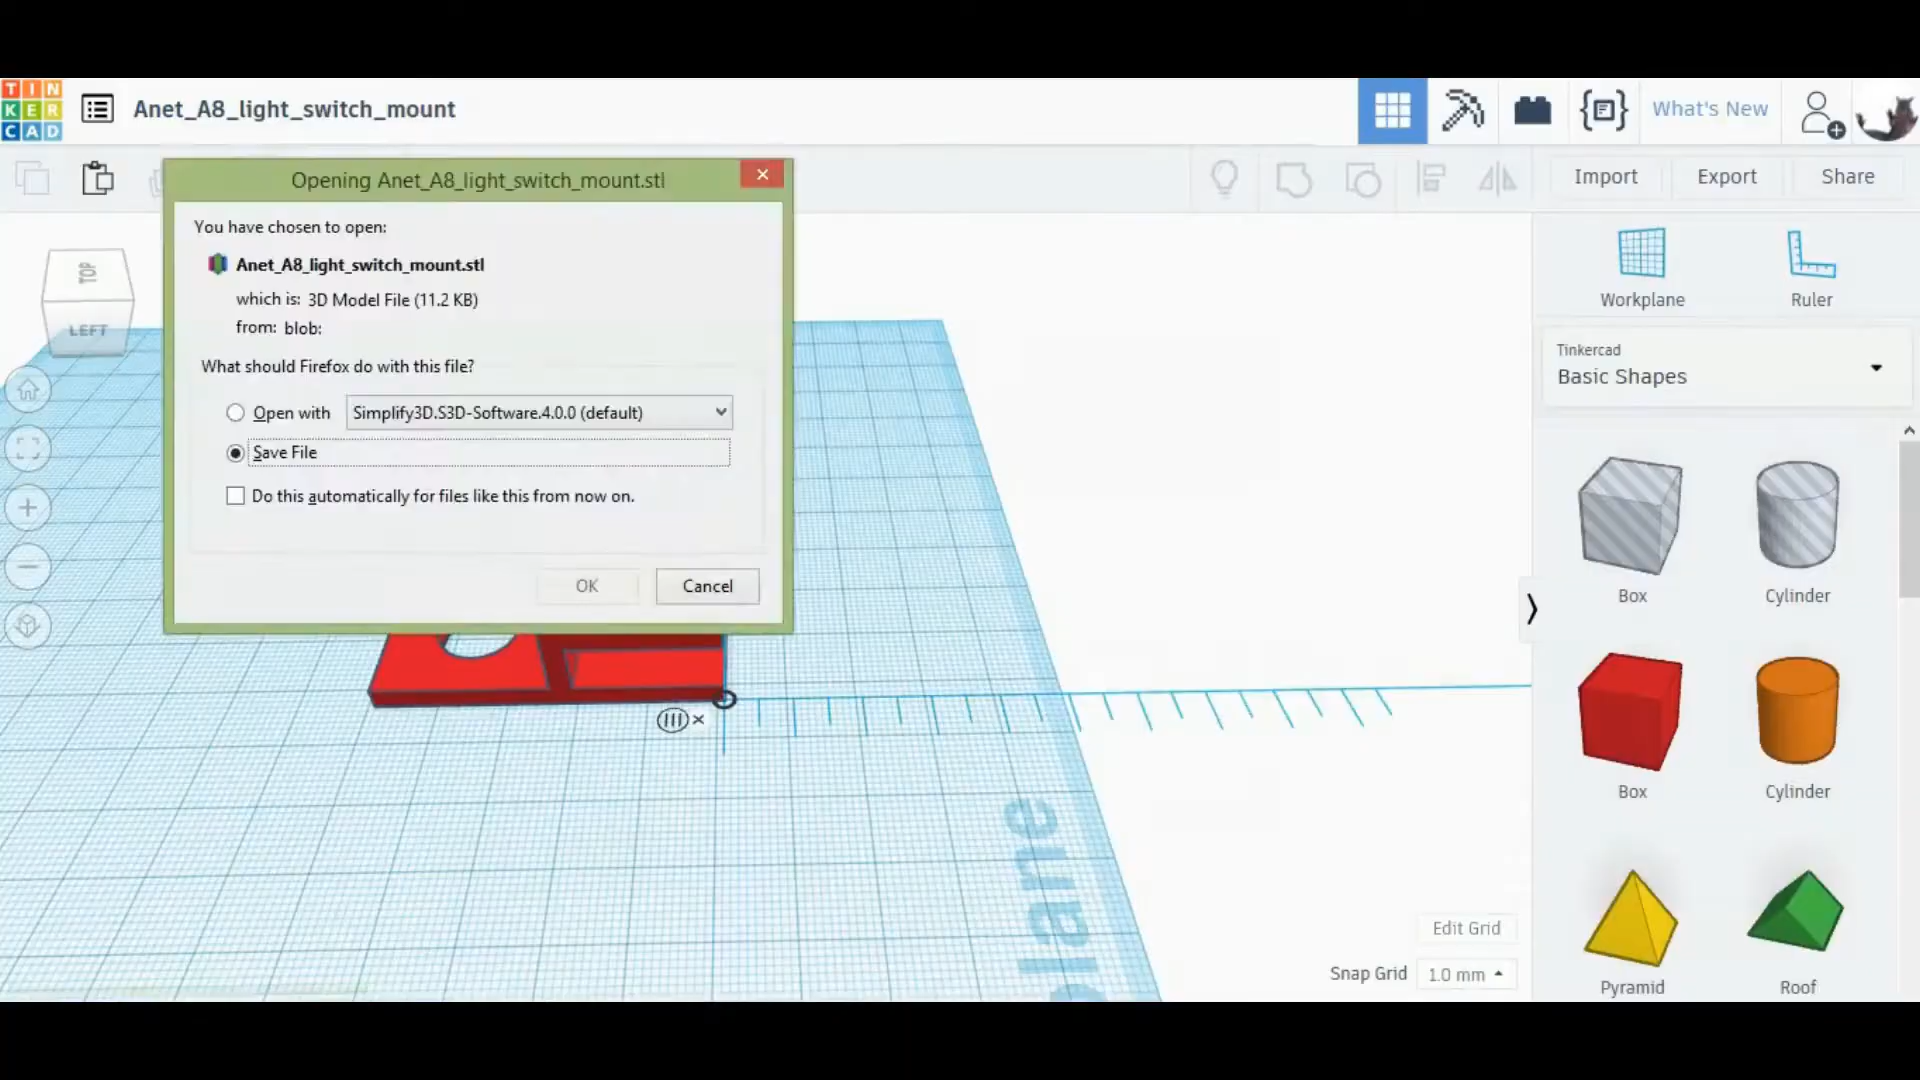 TIN
KER
CAD
Anet_A8_light_switch_mount
What's New
Import
Export
Share
Opening Anet_A8_light_switch_mount.stl
You have chosen to open:
Anet_A8_light_switch_mount.stl
which is: 3D Model File (11.2 KB)
from: blob:
What should Firefox do with this file?
Open with
Simplify3D.S3D-Software.4.0.0 (default)
Save File
Do this automatically for files like this from now on.
OK
Cancel
TOP
LEFT
Workplane
Ruler
Tinkercad
Basic Shapes
Box
Cylinder
Box
Cylinder
Pyramid
Roof
plane
Edit Grid
Snap Grid
1.0 mm